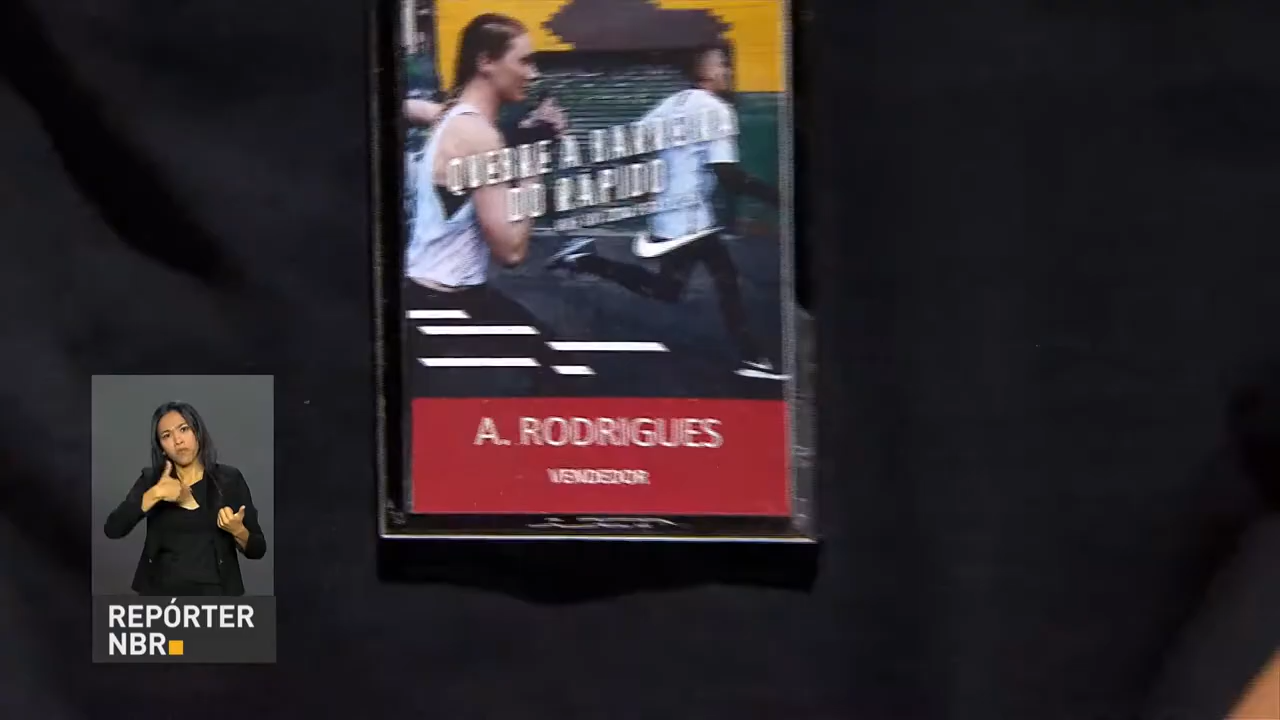 QUEBRE A BARREIRA
DO RÁPIDO
A. RODRIGUES
VENDEDOR
REPÓRTER
NBR